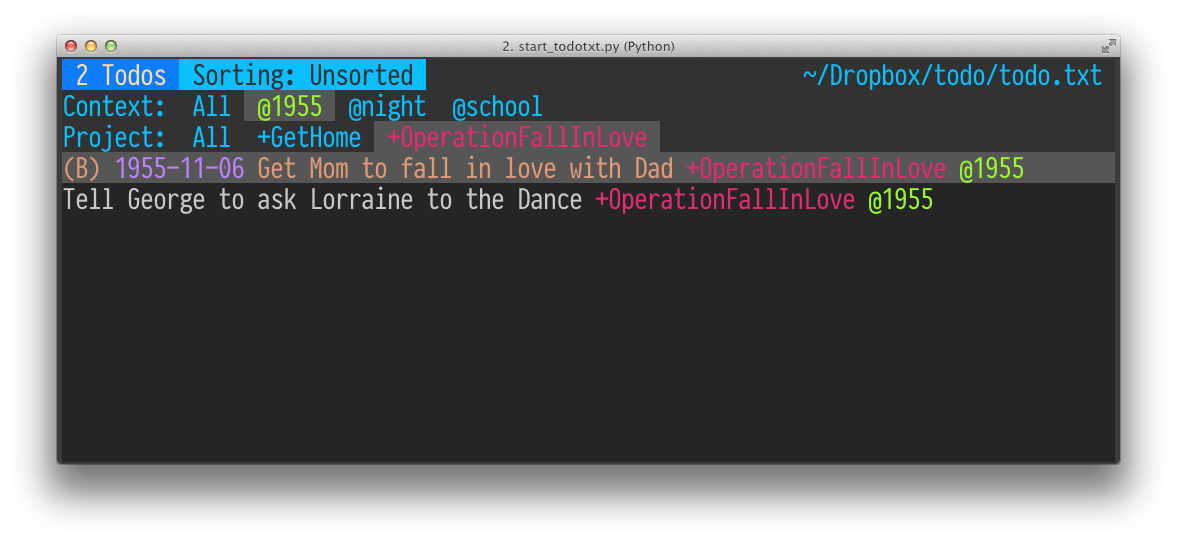 2. start_todotxt.py (Python)
2 Todos Sorting: Unsorted ~/Dropbox/todo/todo.txt
Context: All @1955 @night @school
Project: All +GetHome +OperationFallInLove
(B) 1955-11-06 Get Mom to fall in love with Dad +OperationFallInLove @1955
Tell George to ask Lorraine to the Dance +OperationFallInLove @1955